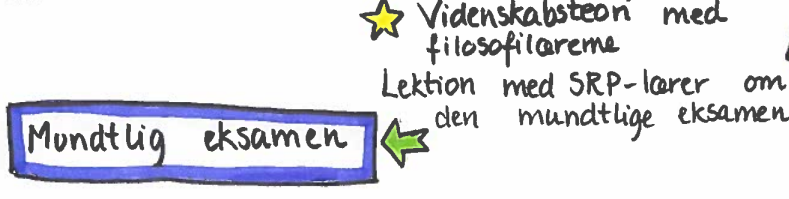 Videnskabsteori med
filosofilærerne
Lektion med SRP-lærer om
den mundtlige eksamen
Mundtlig eksamen